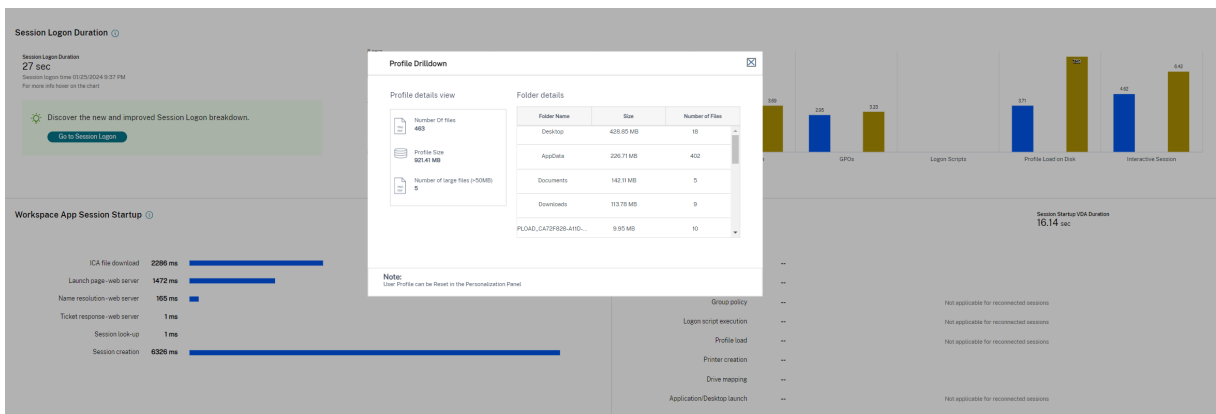 Session Logon Duration
Session Logon Duration
27 sec
Session logon time 01/25/2024 9:37 PM
For more info hover on the chart
Discover the new and improved Session Logon breakdown.
Go to Session Logon
Profile Drilldown
Profile details view
Number Of files
463
Profile Size
921.41 MB
Number of large files (>50MB)
5
Folder details
Folder Name Size Number of Files
Desktop 428.85 MB 18
AppData 226.71 MB 402
Documents 142.11 MB 5
Downloads 113.78 MB 9
PLOAD_CA72F828-A11D-... 9.95 MB 10
Note:
User Profile can be Reset in the Personalization Panel.
3.69
2.95
3.23
3.71
4.62
6.43
GPOs
Logon Scripts
Profile Load on Disk
Interactive Session
Workspace App Session Startup
ICA file download 2286 ms
Launch page-web server 1472 ms
Name resolution-web server 165 ms
Ticket response-web server 1 ms
Session look-up 1 ms
Session creation 6326 ms
Session Startup VDA Duration
16.14 sec
--
--
Group policy -- Not applicable for reconnected sessions
Logon script execution -- Not applicable for reconnected sessions
Profile load -- Not applicable for reconnected sessions
Printer creation --
Drive mapping --
Application/Desktop launch -- Not applicable for reconnected sessions